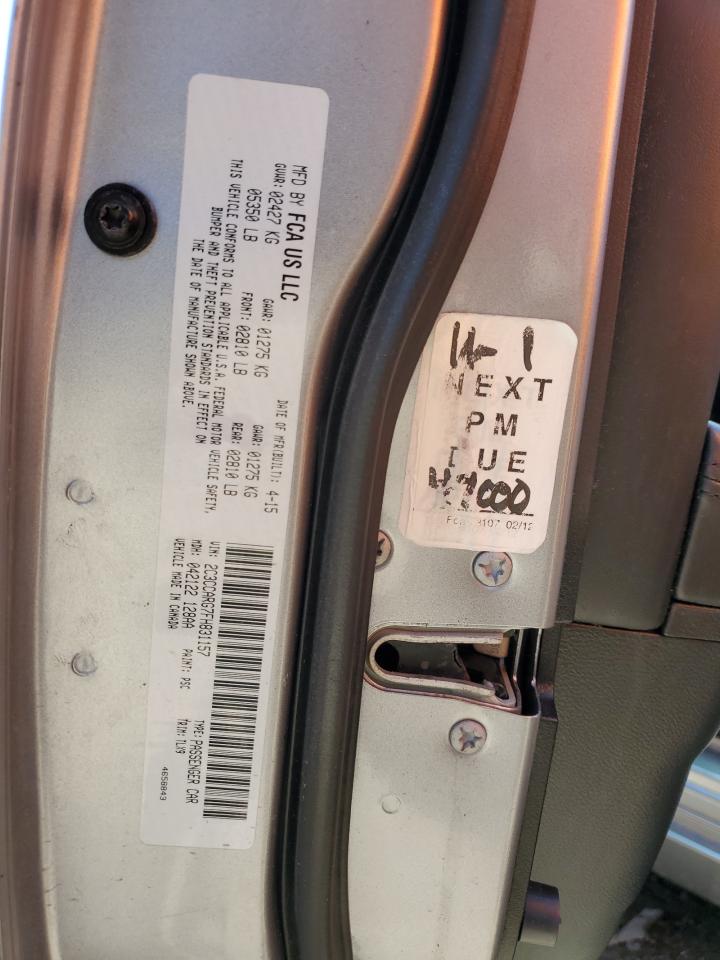 MFD BY FCA US LLC
DATE OF MFR(BUILT): 4-15
GVWR: 02427 KG
GAWR: 01275 KG
GAWR: 01275 KG
05350 LB
FRONT: 02810 LB
REAR: 02810 LB
THIS VEHICLE CONFORMS TO ALL APPLICABLE U.S.A. FEDERAL MOTOR VEHICLE SAFETY,
BUMPER AND THEFT PREVENTION STANDARDS IN EFFECT ON
THE DATE OF MANUFACTURE SHOWN ABOVE.
VIN: 2C3CCARG7FH831157
TYPE: PASSENGER CAR
MDH: 042122 128AA
PAINT: PSC
TRIM: TLX9
VEHICLE MADE IN CANADA
4656843
NEXT
PM
DUE
02/12